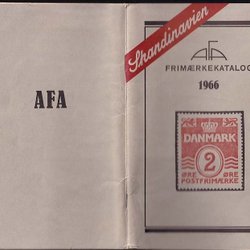 AFA
Skandinavien
AFA
FRIMÆRKEKATALOG
1966
DANMARK
2
ØRE ØRE
POSTFRIMÆRKE